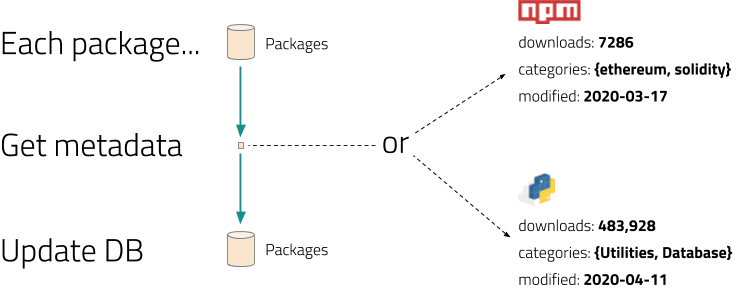 npm
Each package...
Packages
downloads: 7286
categories: {ethereum, solidity}
modified: 2020-03-17
Get metadata
or
downloads: 483,928
Update DB
Packages
categories: {Utilities, Database}
modified: 2020-04-11